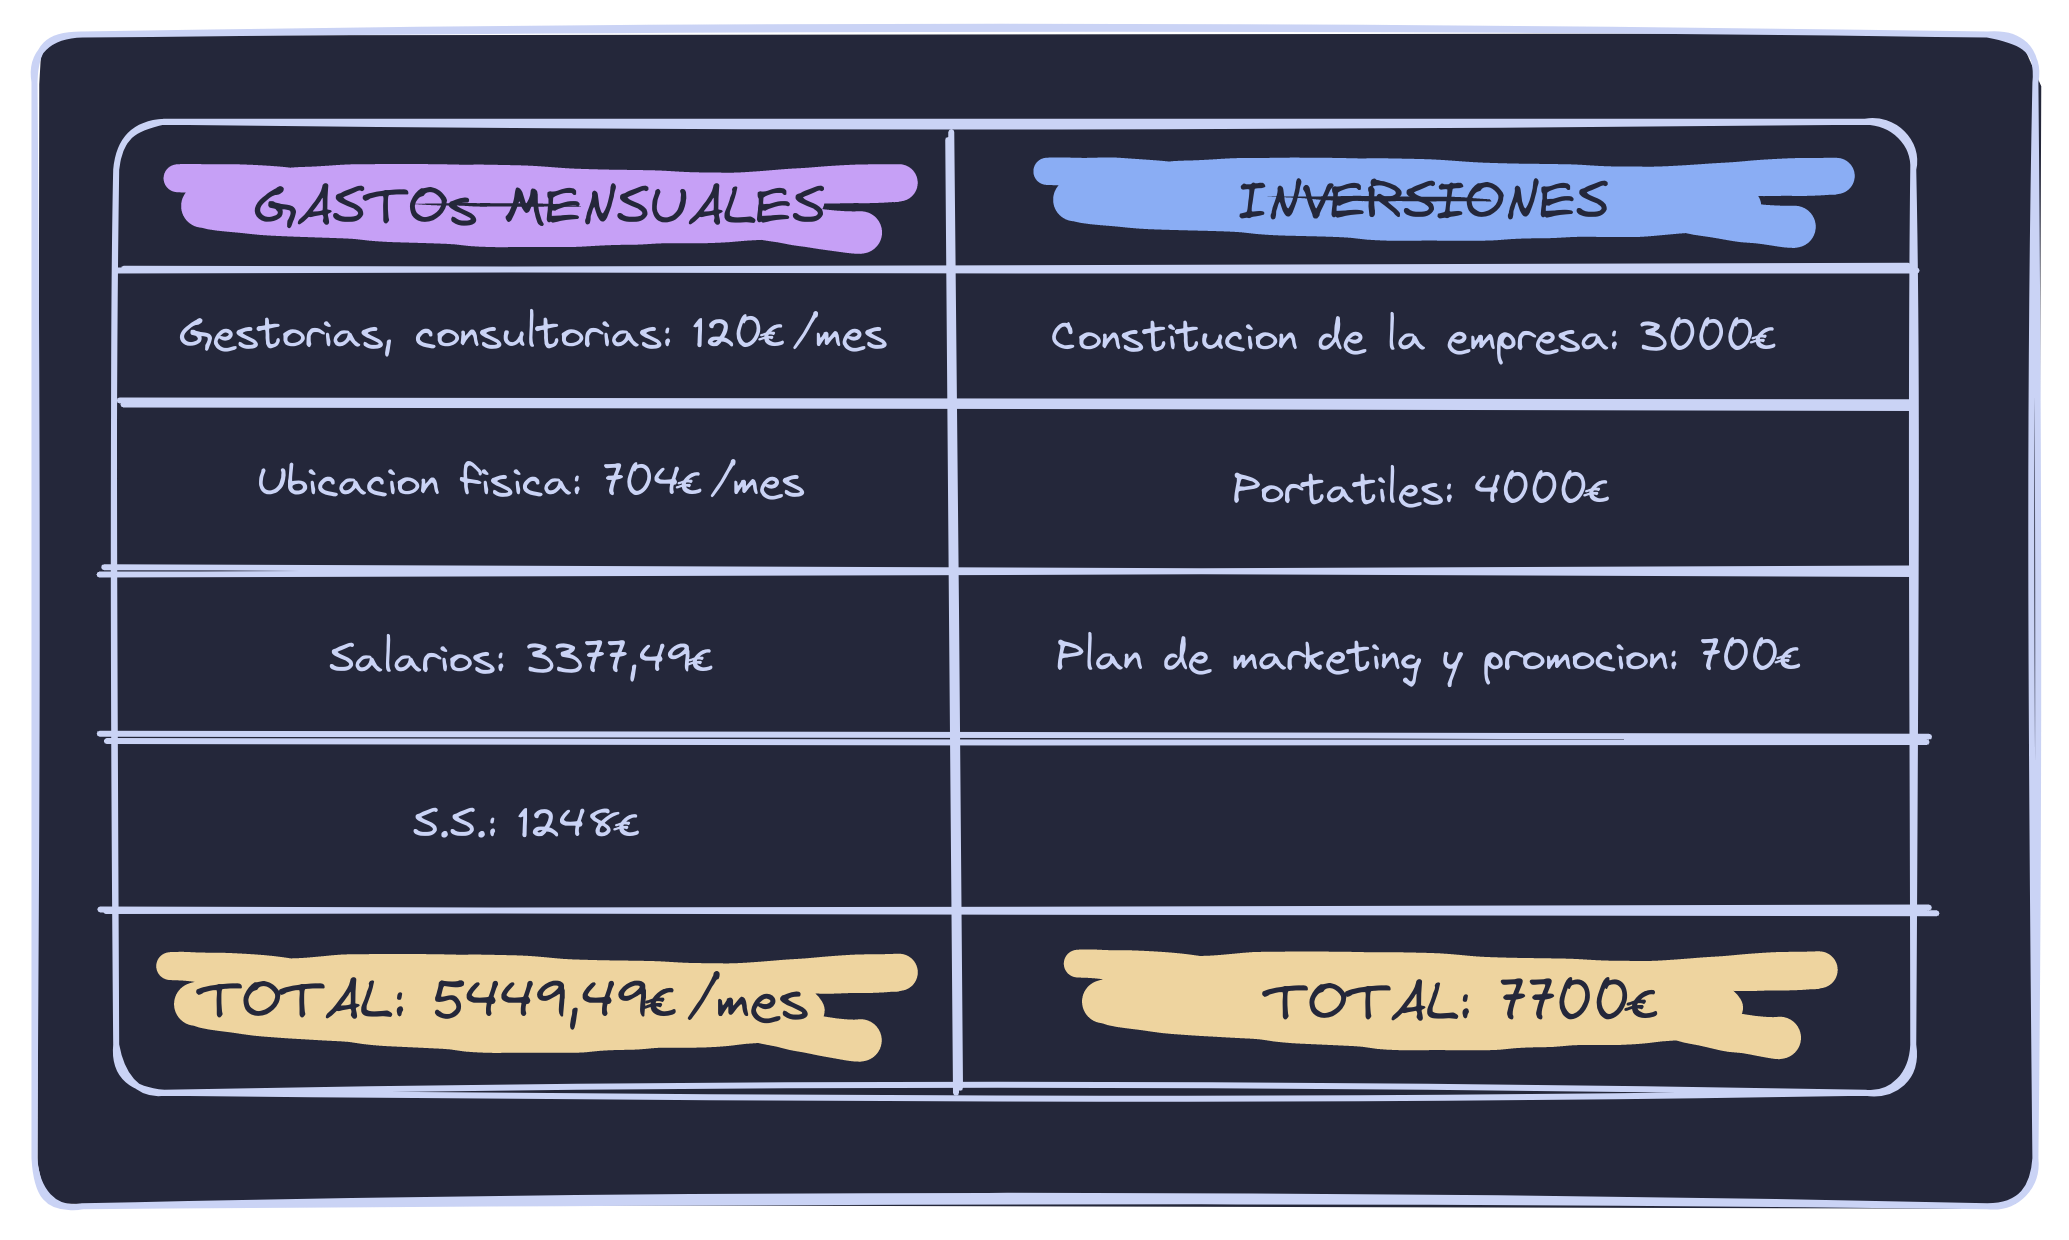 GASTOs MENSUALES
INVERSIONES
Gestorias, consultorias: 120€/mes
Constitucion de la empresa: 3000€
Ubicacion fisica: 704€/mes
Portatiles: 4000€
Salarios: 3377,49€
Plan de marketing y promocion: 700€
S.S.: 1248€
TOTAL: 5449,49€/mes
TOTAL: 7700€